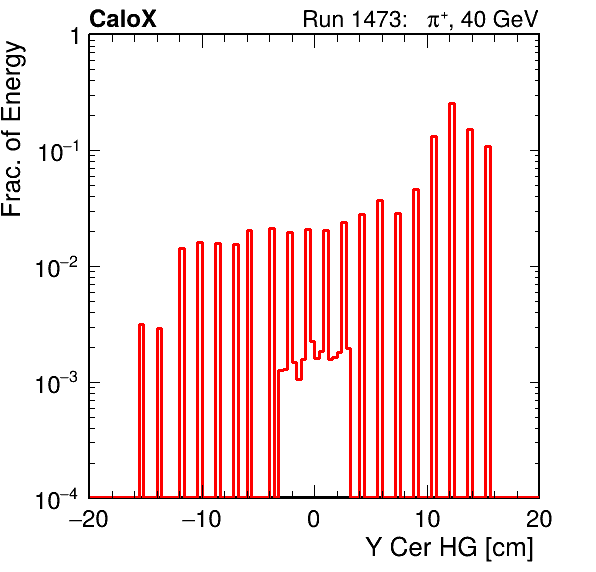 CaloX Run 1473: π⁺, 40 GeV
Frac. of Energy
1
10⁻¹
10⁻²
10⁻³
10⁻⁴
−20 −10 0 10 20
Y Cer HG [cm]